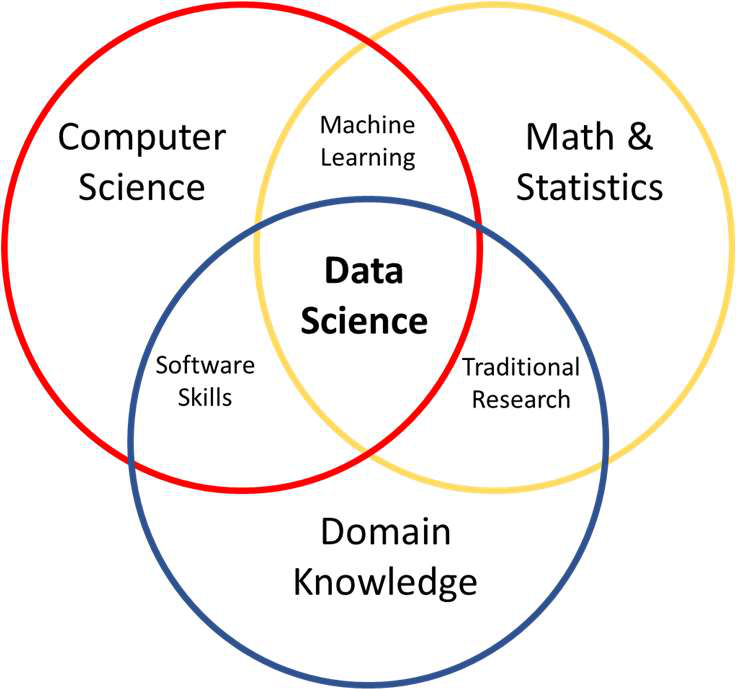 Computer
Science
Machine
Learning
Math &
Statistics
Data
Science
Software
Skills
Traditional
Research
Domain
Knowledge